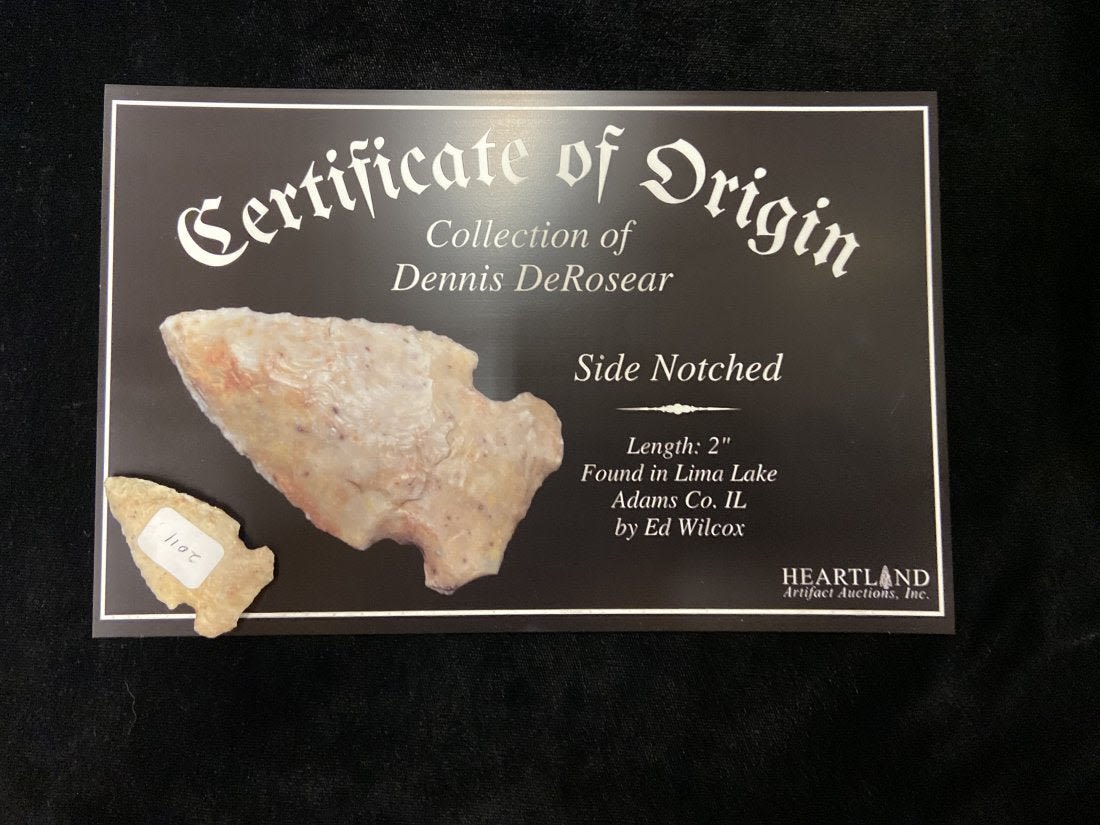 Certificate of Origin
Collection of
Dennis DeRosear
Side Notched
Length: 2"
Found in Lima Lake
Adams Co. IL
by Ed Wilcox
HEARTLAND
Artifact Auctions, Inc.
2011